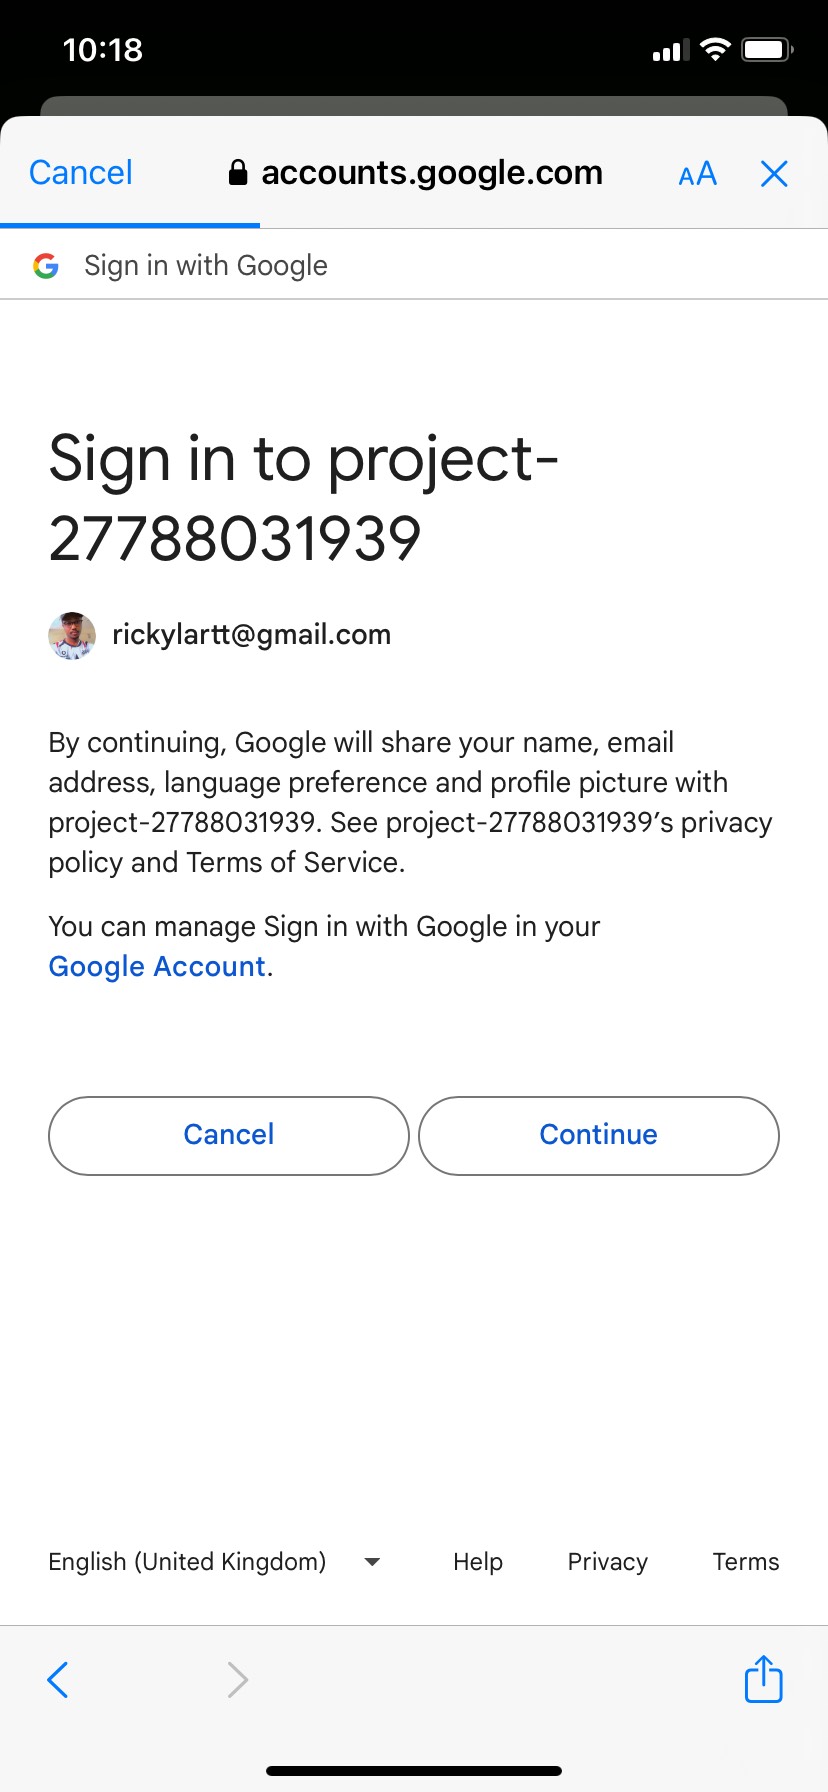 10:18
Cancel
accounts.google.com
AA
Sign in with Google
Sign in to project-
27788031939
rickylartt@gmail.com
By continuing, Google will share your name, email
address, language preference and profile picture with
project-27788031939. See project-27788031939’s privacy
policy and Terms of Service.
You can manage Sign in with Google in your
Google Account.
Cancel
Continue
English (United Kingdom)
Help
Privacy
Terms